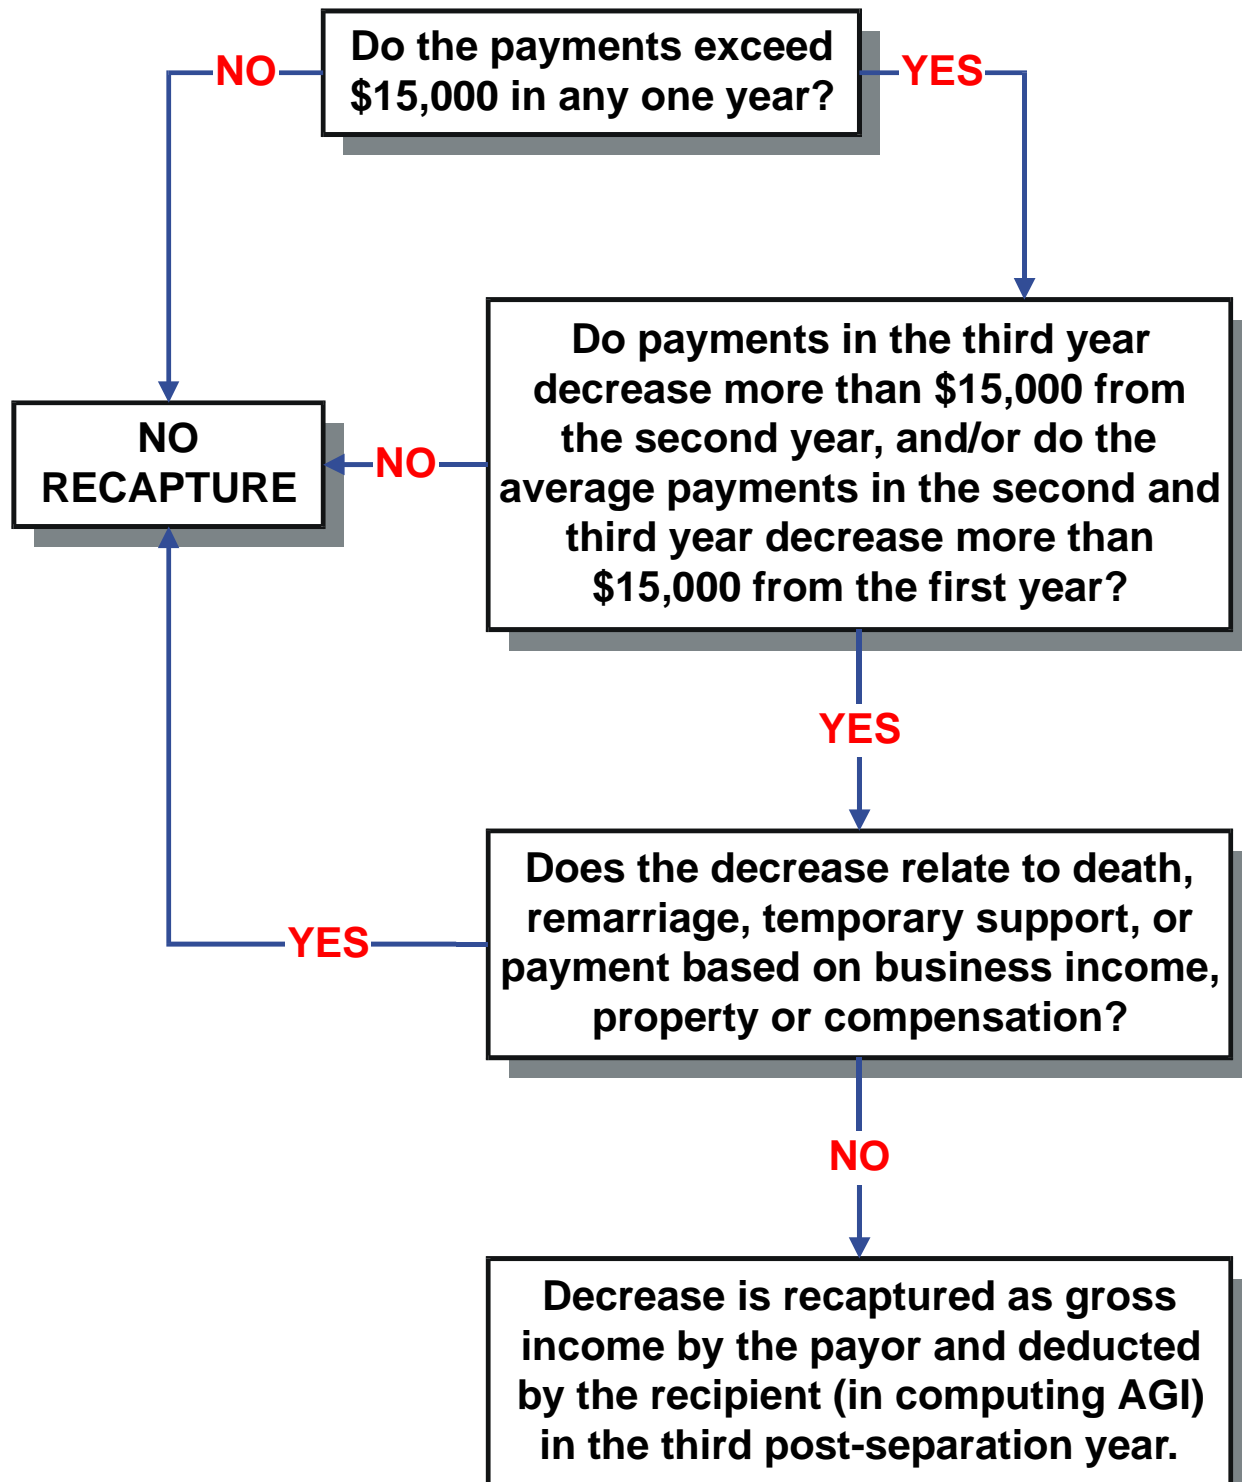 Do the payments exceed
$15,000 in any one year?
NO
YES
Do payments in the third year
decrease more than $15,000 from
the second year, and/or do the
average payments in the second and
third year decrease more than
$15,000 from the first year?
NO
RECAPTURE
NO
YES
Does the decrease relate to death,
remarriage, temporary support, or
payment based on business income,
property or compensation?
YES
NO
Decrease is recaptured as gross
income by the payor and deducted
by the recipient (in computing AGI)
in the third post-separation year.